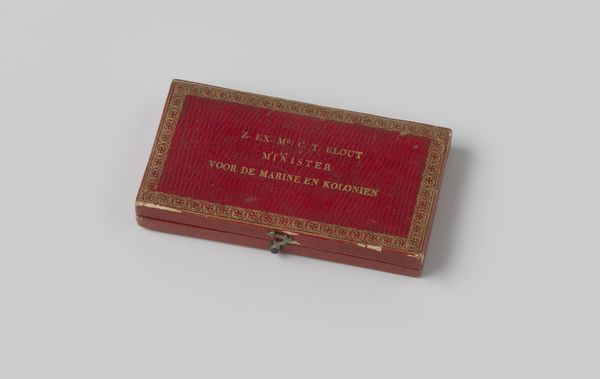 Z. EX. MR. C. T. ELOUT
MINISTER
VOOR DE MARINE EN KOLONIEN